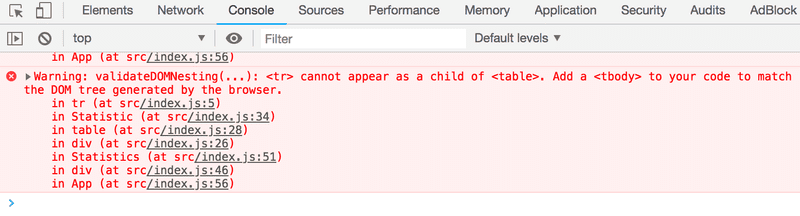 Elements Network Console Sources Performance Memory Application Security Audits AdBlock
top Filter Default levels
in App (at src/index.js:56)
Warning: validateDOMNesting(...): <tr> cannot appear as a child of <table>. Add a <tbody> to your code to match
the DOM tree generated by the browser.
in tr (at src/index.js:5)
in Statistic (at src/index.js:34)
in table (at src/index.js:28)
in div (at src/index.js:26)
in Statistics (at src/index.js:51)
in div (at src/index.js:46)
in App (at src/index.js:56)